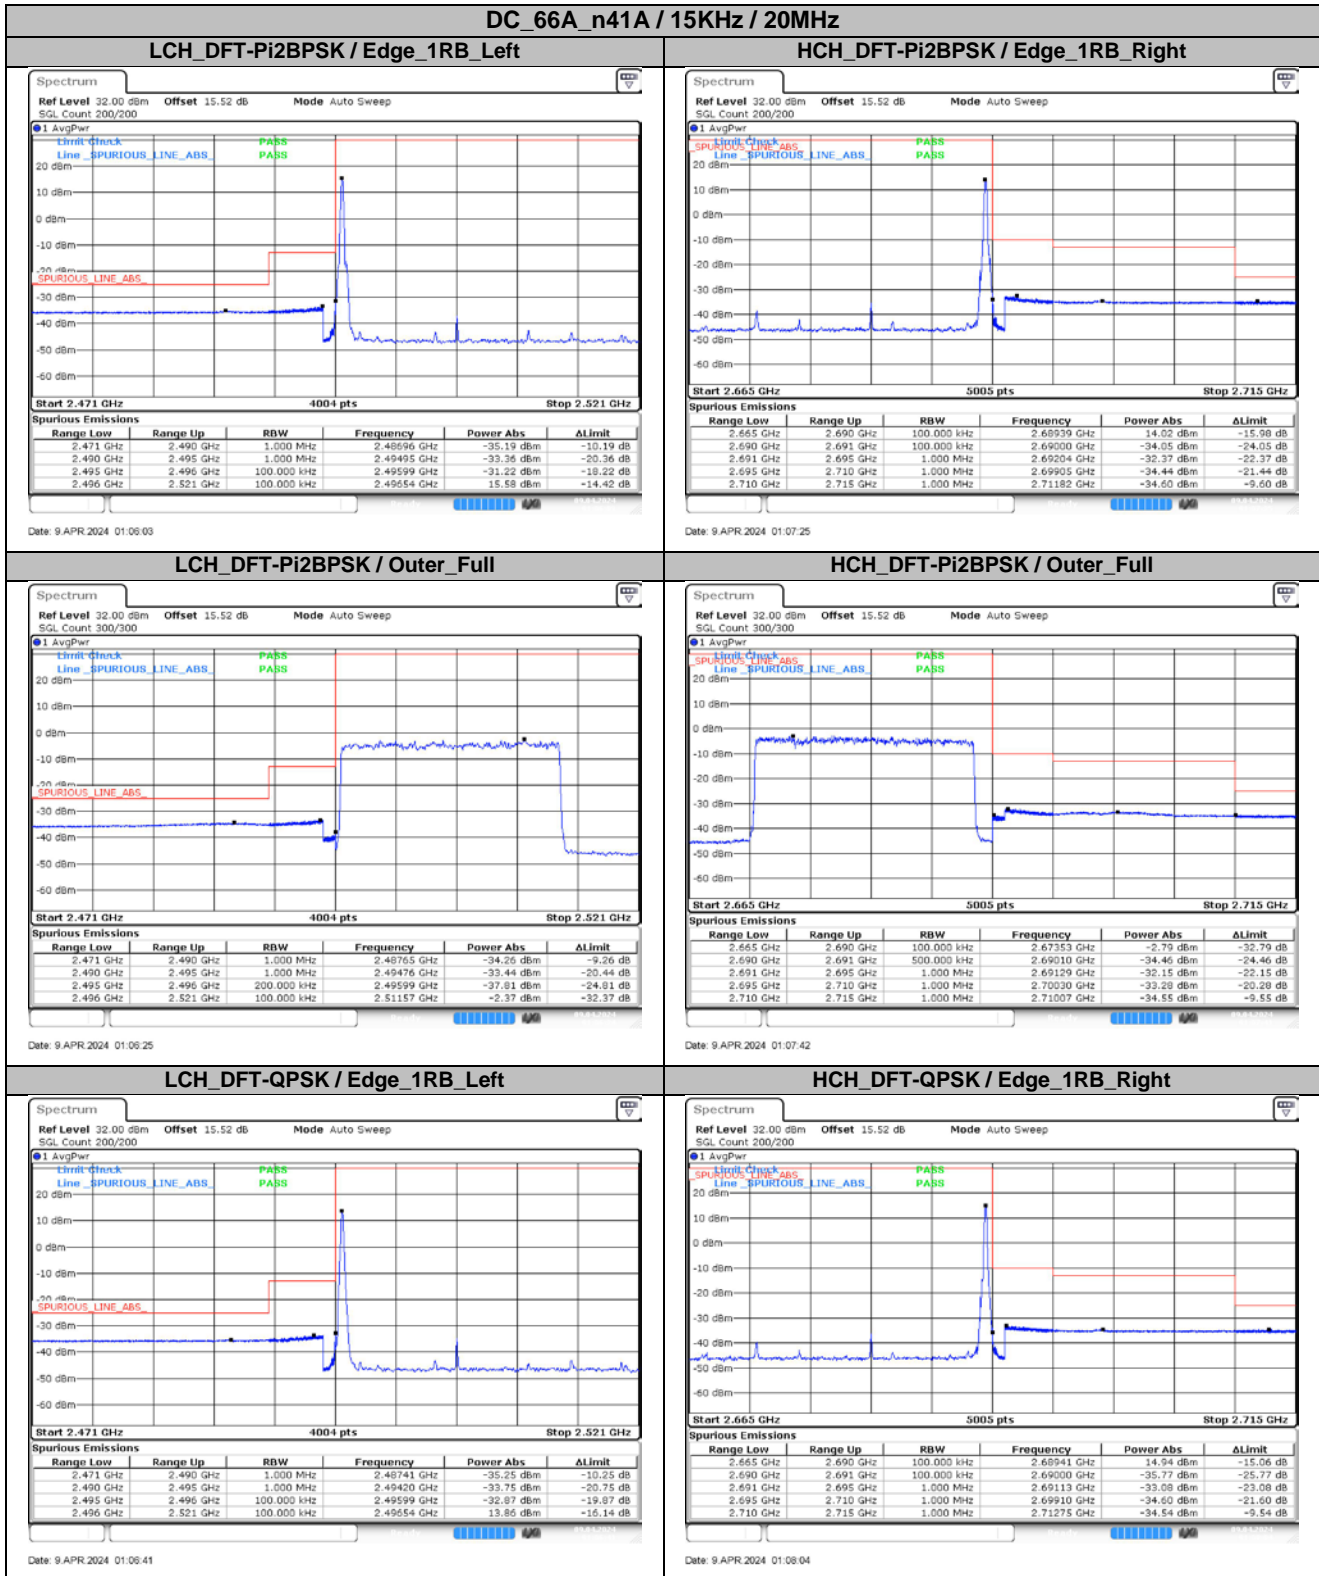 DC_66A_n41A / 15KHz / 20MHz
LCH_DFT-Pi2BPSK / Edge_1RB_Left
Spectrum
Ref Level 32.00 dBm Offset 15.52 dB Mode Auto Sweep
SGL Count 200/200
1 AvgPwr
Limit Check PASS
Line _SPURIOUS_LINE_ABS_ PASS
20 dBm
10 dBm
0 dBm
-10 dBm
-20 dBm
_SPURIOUS_LINE_ABS_
-30 dBm
-40 dBm
-50 dBm
-60 dBm
Start 2.471 GHz 4004 pts Stop 2.521 GHz
Spurious Emissions
Range Low Range Up RBW Frequency Power Abs ΔLimit
2.471 GHz 2.490 GHz 1.000 MHz 2.48696 GHz -35.19 dBm -10.19 dB
2.490 GHz 2.495 GHz 1.000 MHz 2.49495 GHz -33.36 dBm -20.36 dB
2.495 GHz 2.496 GHz 100.000 kHz 2.49599 GHz -31.22 dBm -18.22 dB
2.496 GHz 2.521 GHz 100.000 kHz 2.49654 GHz 15.58 dBm -14.42 dB
Date: 9.APR.2024 01:06:03
HCH_DFT-Pi2BPSK / Edge_1RB_Right
Spectrum
Ref Level 32.00 dBm Offset 15.52 dB Mode Auto Sweep
SGL Count 200/200
1 AvgPwr
Limit Check PASS
_SPURIOUS_LINE_ABS_
Line _SPURIOUS_LINE_ABS_ PASS
20 dBm
10 dBm
0 dBm
-10 dBm
-20 dBm
-30 dBm
-40 dBm
-50 dBm
-60 dBm
Start 2.665 GHz 5005 pts Stop 2.715 GHz
Spurious Emissions
Range Low Range Up RBW Frequency Power Abs ΔLimit
2.665 GHz 2.690 GHz 100.000 kHz 2.68939 GHz 14.02 dBm -15.98 dB
2.690 GHz 2.691 GHz 100.000 kHz 2.69000 GHz -34.05 dBm -24.05 dB
2.691 GHz 2.695 GHz 1.000 MHz 2.69204 GHz -32.37 dBm -22.37 dB
2.695 GHz 2.710 GHz 1.000 MHz 2.69905 GHz -34.44 dBm -21.44 dB
2.710 GHz 2.715 GHz 1.000 MHz 2.71182 GHz -34.60 dBm -9.60 dB
Date: 9.APR.2024 01:07:25
LCH_DFT-Pi2BPSK / Outer_Full
Spectrum
Ref Level 32.00 dBm Offset 15.52 dB Mode Auto Sweep
SGL Count 300/300
1 AvgPwr
Limit Check PASS
Line _SPURIOUS_LINE_ABS_ PASS
20 dBm
10 dBm
0 dBm
-10 dBm
-20 dBm
_SPURIOUS_LINE_ABS_
-30 dBm
-40 dBm
-50 dBm
-60 dBm
Start 2.471 GHz 4004 pts Stop 2.521 GHz
Spurious Emissions
Range Low Range Up RBW Frequency Power Abs ΔLimit
2.471 GHz 2.490 GHz 1.000 MHz 2.48765 GHz -34.26 dBm -9.26 dB
2.490 GHz 2.495 GHz 1.000 MHz 2.49476 GHz -33.44 dBm -20.44 dB
2.495 GHz 2.496 GHz 200.000 kHz 2.49599 GHz -37.81 dBm -24.81 dB
2.496 GHz 2.521 GHz 100.000 kHz 2.51157 GHz -2.37 dBm -32.37 dB
Date: 9.APR.2024 01:06:25
HCH_DFT-Pi2BPSK / Outer_Full
Spectrum
Ref Level 32.00 dBm Offset 15.52 dB Mode Auto Sweep
SGL Count 300/300
1 AvgPwr
Limit Check PASS
_SPURIOUS_LINE_ABS_
Line _SPURIOUS_LINE_ABS_ PASS
20 dBm
10 dBm
0 dBm
-10 dBm
-20 dBm
-30 dBm
-40 dBm
-50 dBm
-60 dBm
Start 2.665 GHz 5005 pts Stop 2.715 GHz
Spurious Emissions
Range Low Range Up RBW Frequency Power Abs ΔLimit
2.665 GHz 2.690 GHz 100.000 kHz 2.67353 GHz -2.79 dBm -32.79 dB
2.690 GHz 2.691 GHz 500.000 kHz 2.69010 GHz -34.46 dBm -24.46 dB
2.691 GHz 2.695 GHz 1.000 MHz 2.69129 GHz -32.15 dBm -22.15 dB
2.695 GHz 2.710 GHz 1.000 MHz 2.70030 GHz -33.28 dBm -20.28 dB
2.710 GHz 2.715 GHz 1.000 MHz 2.71007 GHz -34.55 dBm -9.55 dB
Date: 9.APR.2024 01:07:42
LCH_DFT-QPSK / Edge_1RB_Left
Spectrum
Ref Level 32.00 dBm Offset 15.52 dB Mode Auto Sweep
SGL Count 200/200
1 AvgPwr
Limit Check PASS
Line _SPURIOUS_LINE_ABS_ PASS
20 dBm
10 dBm
0 dBm
-10 dBm
-20 dBm
_SPURIOUS_LINE_ABS_
-30 dBm
-40 dBm
-50 dBm
-60 dBm
Start 2.471 GHz 4004 pts Stop 2.521 GHz
Spurious Emissions
Range Low Range Up RBW Frequency Power Abs ΔLimit
2.471 GHz 2.490 GHz 1.000 MHz 2.48741 GHz -35.25 dBm -10.25 dB
2.490 GHz 2.495 GHz 1.000 MHz 2.49420 GHz -33.75 dBm -20.75 dB
2.495 GHz 2.496 GHz 100.000 kHz 2.49599 GHz -32.87 dBm -19.87 dB
2.496 GHz 2.521 GHz 100.000 kHz 2.49654 GHz 13.86 dBm -16.14 dB
Date: 9.APR.2024 01:06:41
HCH_DFT-QPSK / Edge_1RB_Right
Spectrum
Ref Level 32.00 dBm Offset 15.52 dB Mode Auto Sweep
SGL Count 200/200
1 AvgPwr
Limit Check PASS
_SPURIOUS_LINE_ABS_
Line _SPURIOUS_LINE_ABS_ PASS
20 dBm
10 dBm
0 dBm
-10 dBm
-20 dBm
-30 dBm
-40 dBm
-50 dBm
-60 dBm
Start 2.665 GHz 5005 pts Stop 2.715 GHz
Spurious Emissions
Range Low Range Up RBW Frequency Power Abs ΔLimit
2.665 GHz 2.690 GHz 100.000 kHz 2.68941 GHz 14.94 dBm -15.06 dB
2.690 GHz 2.691 GHz 100.000 kHz 2.69000 GHz -35.77 dBm -25.77 dB
2.691 GHz 2.695 GHz 1.000 MHz 2.69113 GHz -33.08 dBm -23.08 dB
2.695 GHz 2.710 GHz 1.000 MHz 2.69910 GHz -34.60 dBm -21.60 dB
2.710 GHz 2.715 GHz 1.000 MHz 2.71275 GHz -34.54 dBm -9.54 dB
Date: 9.APR.2024 01:08:04